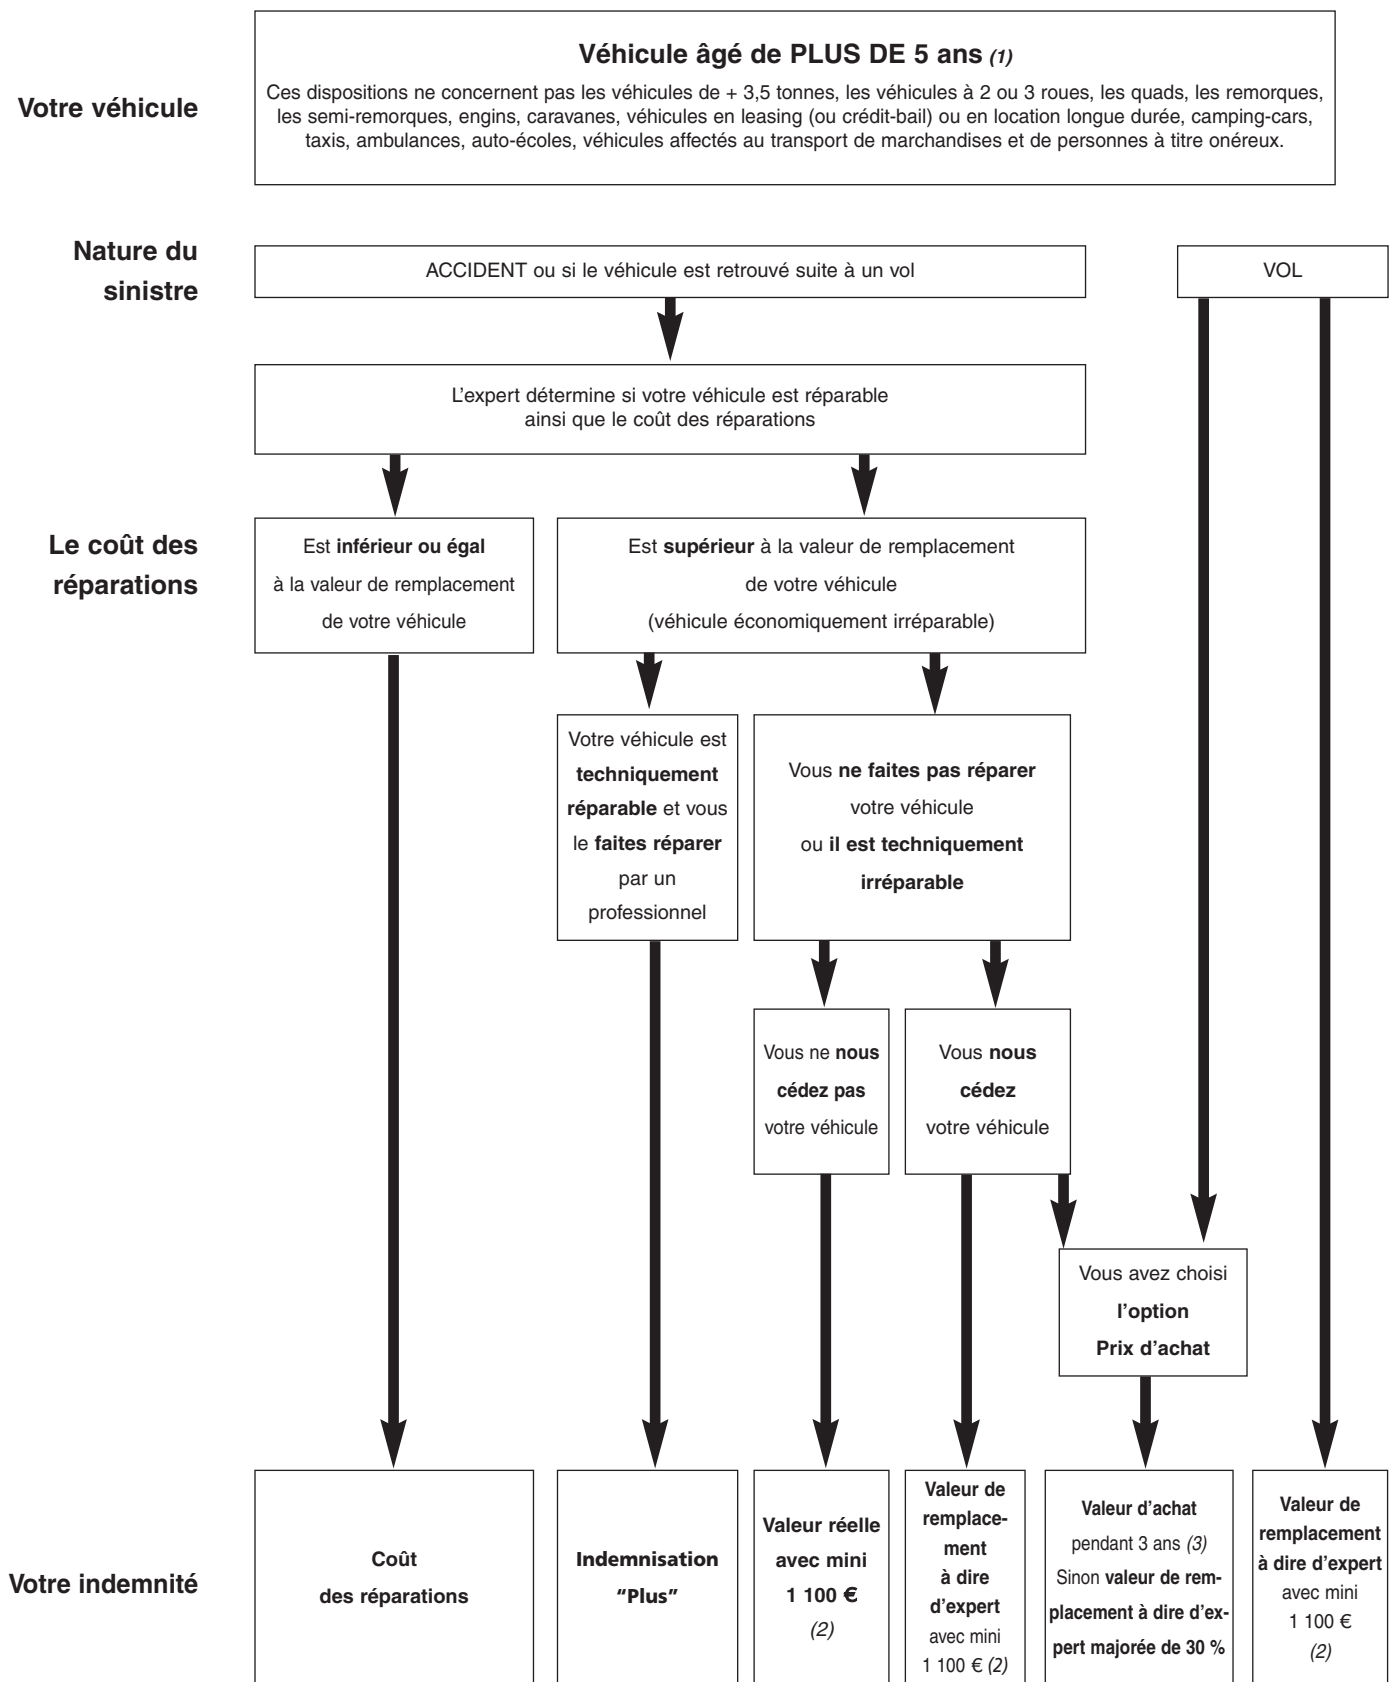 Véhicule âgé de PLUS DE 5 ans (1)
Votre véhicule
Ces dispositions ne concernent pas les véhicules de + 3,5 tonnes, les véhicules à 2 ou 3 roues, les quads, les remorques,
les semi-remorques, engins, caravanes, véhicules en leasing (ou crédit-bail) ou en location longue durée, camping-cars,
taxis, ambulances, auto-écoles, véhicules affectés au transport de marchandises et de personnes à titre onéreux.
Nature du
sinistre
ACCIDENT ou si le véhicule est retrouvé suite à un vol
VOL
L'expert détermine si votre véhicule est réparable
ainsi que le coût des réparations
Le coût des
réparations
Est inférieur ou égal
à la valeur de remplacement
de votre véhicule
Est supérieur à la valeur de remplacement
de votre véhicule
(véhicule économiquement irréparable)
Votre véhicule est
techniquement
réparable et vous
le faites réparer
par un
professionnel
Vous ne faites pas réparer
votre véhicule
ou il est techniquement
irréparable
Vous ne nous
cédez pas
votre véhicule
Vous nous
cédez
votre véhicule
Vous avez choisi
l'option
Prix d'achat
Votre indemnité
Coût
des réparations
Indemnisation
"Plus"
Valeur réelle
avec mini
1 100 €
(2)
Valeur de
remplace-
ment
à dire
d'expert
avec mini
1 100 € (2)
Valeur d'achat
pendant 3 ans (3)
Sinon valeur de rem-
placement à dire d'ex-
pert majorée de 30 %
Valeur de
remplacement
à dire d'expert
avec mini
1 100 €
(2)